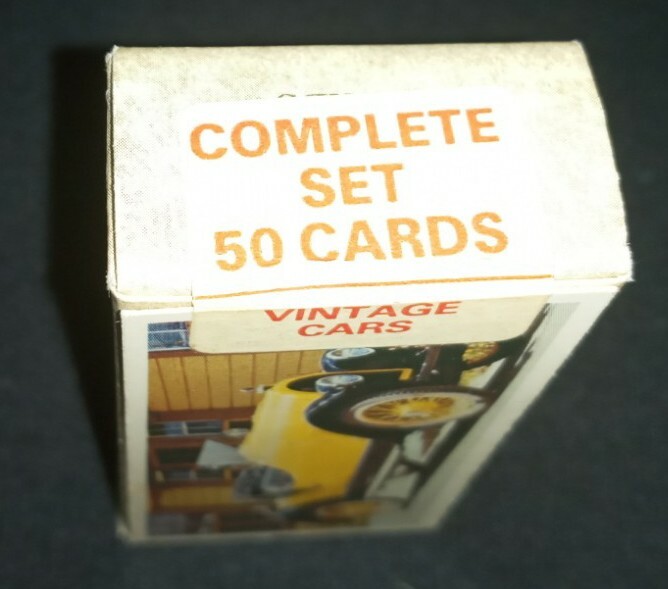 COMPLETE
SET
50 CARDS
VINTAGE
CARS